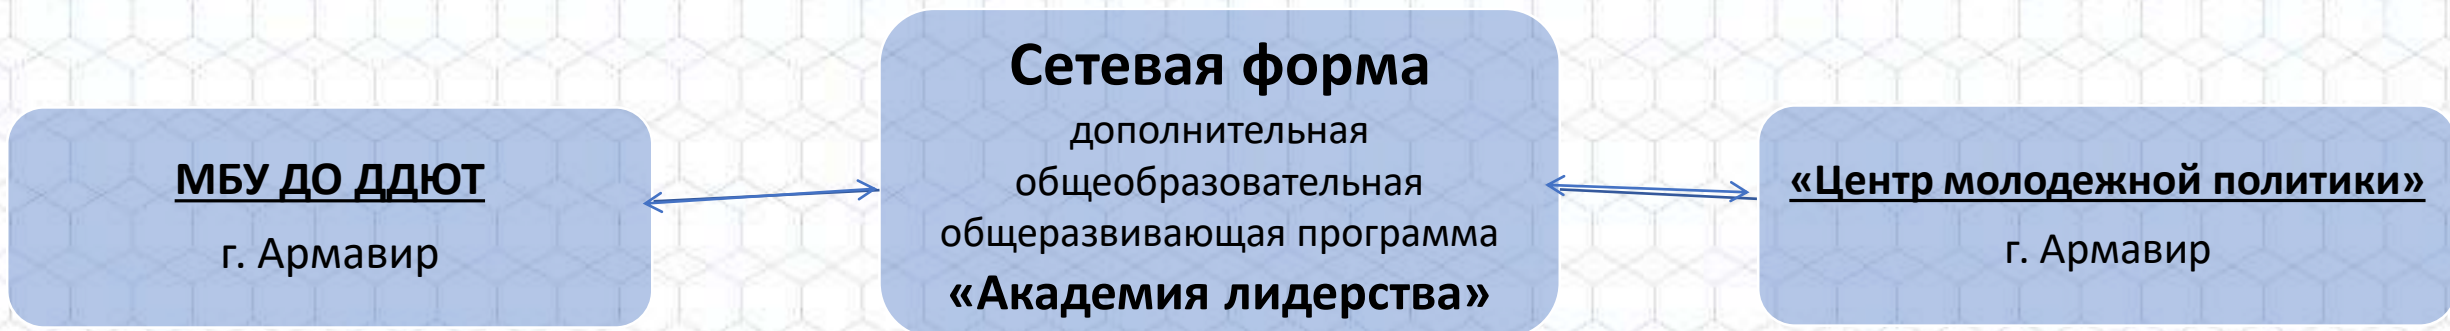 МБУ ДО ДДЮТ
г. Армавир
Сетевая форма
дополнительная
общеобразовательная
общеразвивающая программа
«Академия лидерства»
«Центр молодежной политики»
г. Армавир